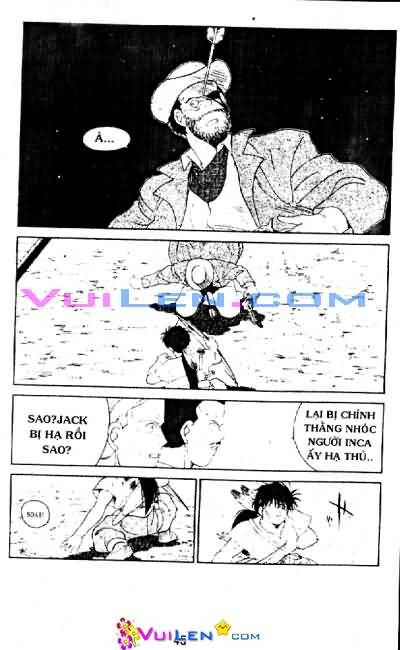 À...
VUILEN.COM
SAO?JACK
BỊ HẠ RỒI
SAO?
LẠI BỊ CHÍNH
THẰNG NHÓC
NGƯỜI INCA
ẤY HẠ THỦ..
SOẠT
45
VUILEN.COM